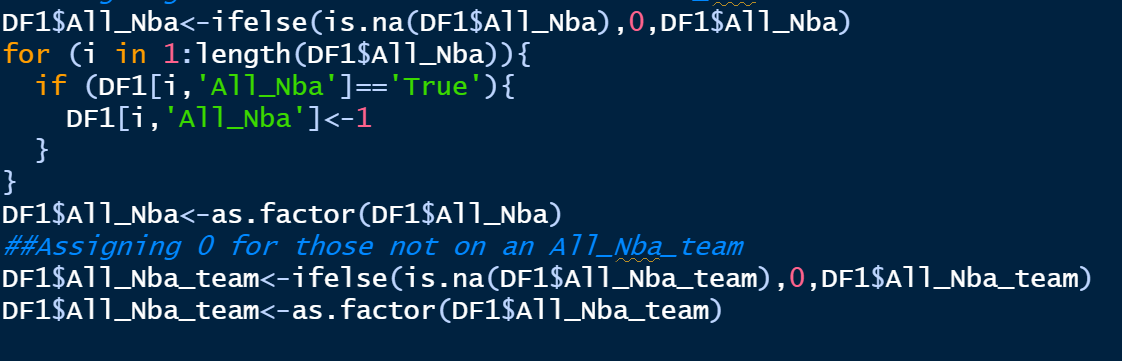 DF1$All_Nba<-ifelse(is.na(DF1$All_Nba),0,DF1$All_Nba)
for (i in 1:length(DF1$All_Nba)){
  if (DF1[i,'All_Nba']=='True'){
    DF1[i,'All_Nba']<-1
  }
}
DF1$All_Nba<-as.factor(DF1$All_Nba)
##Assigning 0 for those not on an All_Nba_team
DF1$All_Nba_team<-ifelse(is.na(DF1$All_Nba_team),0,DF1$All_Nba_team)
DF1$All_Nba_team<-as.factor(DF1$All_Nba_team)